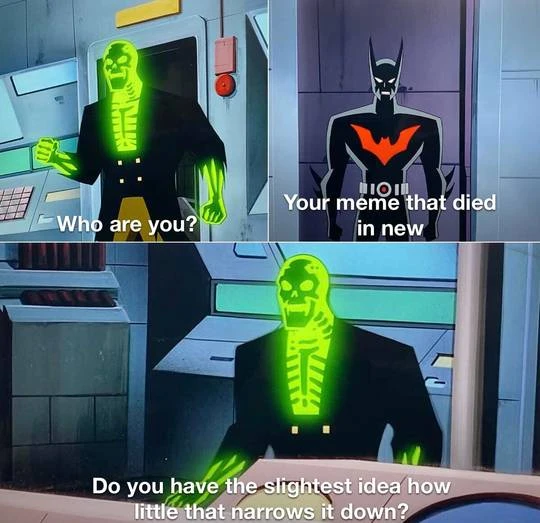 Who are you?
Your meme that died
in new
Do you have the slightest idea how
little that narrows it down?